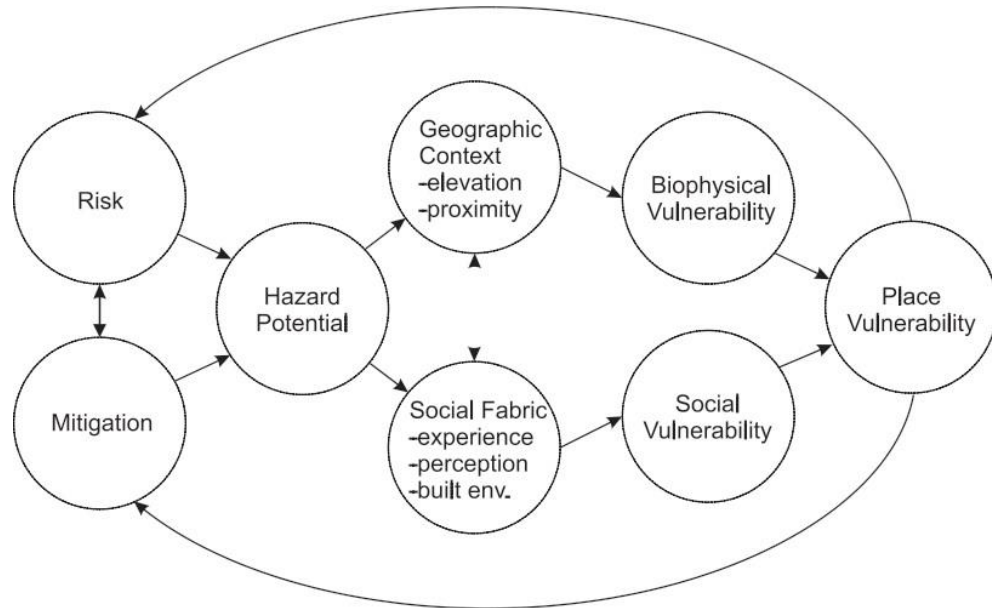 Risk
Mitigation
Hazard
Potential
Geographic
Context
-elevation
-proximity
Social Fabric
-experience
-perception
-built env.
Biophysical
Vulnerability
Social
Vulnerability
Place
Vulnerability